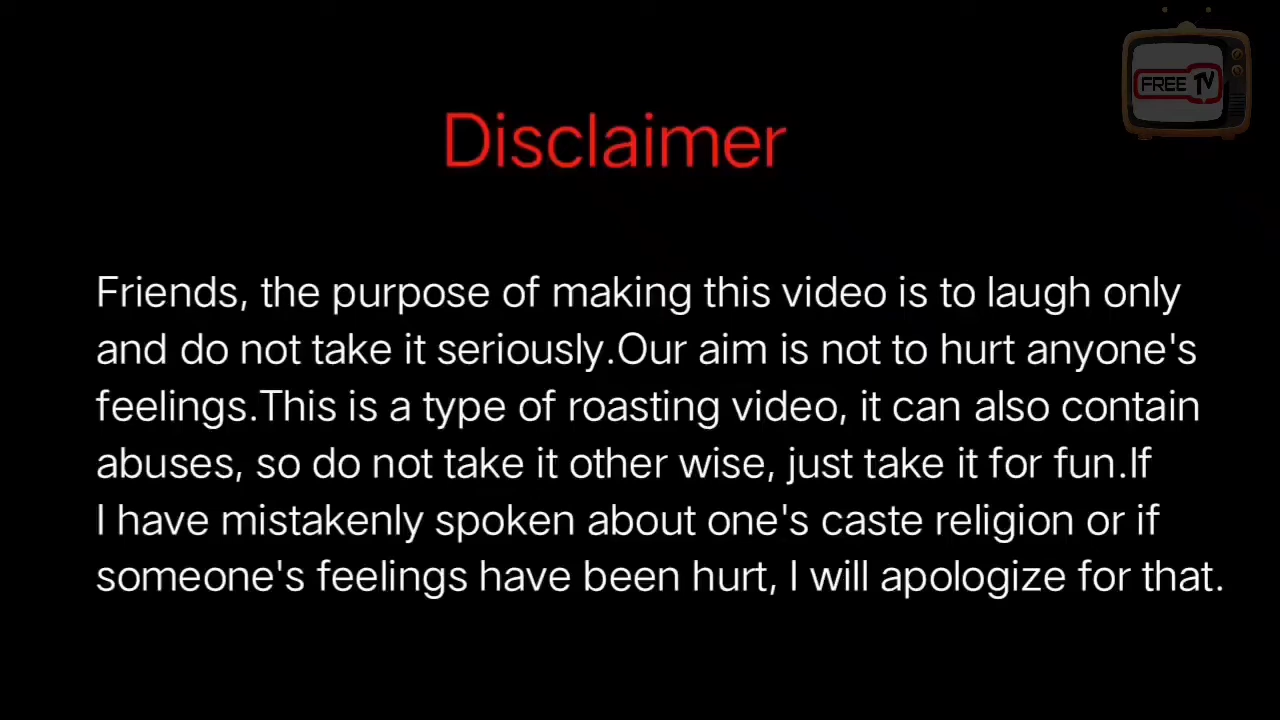 FREE TV
Disclaimer
Friends, the purpose of making this video is to laugh only
and do not take it seriously.Our aim is not to hurt anyone's
feelings.This is a type of roasting video, it can also contain
abuses, so do not take it other wise, just take it for fun.If
I have mistakenly spoken about one's caste religion or if
someone's feelings have been hurt, I will apologize for that.